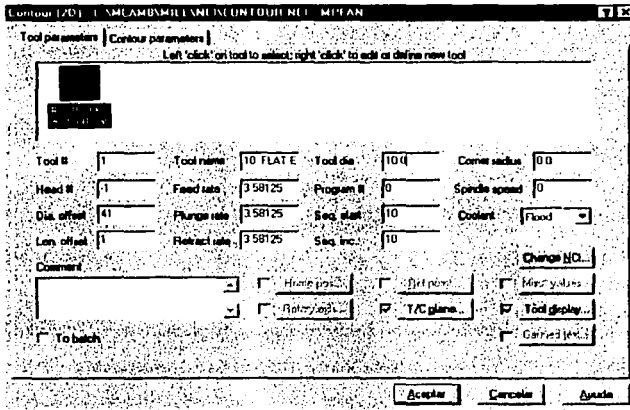 Contour (2D) - L:\MCAM8\MILL\NCI\CONTOUR.NCI - MPFAN
Tool parameters Contour parameters
Left 'click' on tool to select; right 'click' to edit or define new tool
Tool # 1 Tool name 10. FLAT E Tool dia 10.0 Corner radius 0.0
Head # -1 Feed rate 3.58125 Program # 0 Spindle speed 0
Dia. offset 41 Plunge rate 3.58125 Seq. start 10 Coolant Flood
Len. offset 1 Retract rate 3.58125 Seq. inc. 10
Change NCI...
Comment
Home pos... Ref point... Misc values...
Rotary axis... T/C plane... Tool display...
To batch Canned text...
Aceptar Cancelar Ayuda